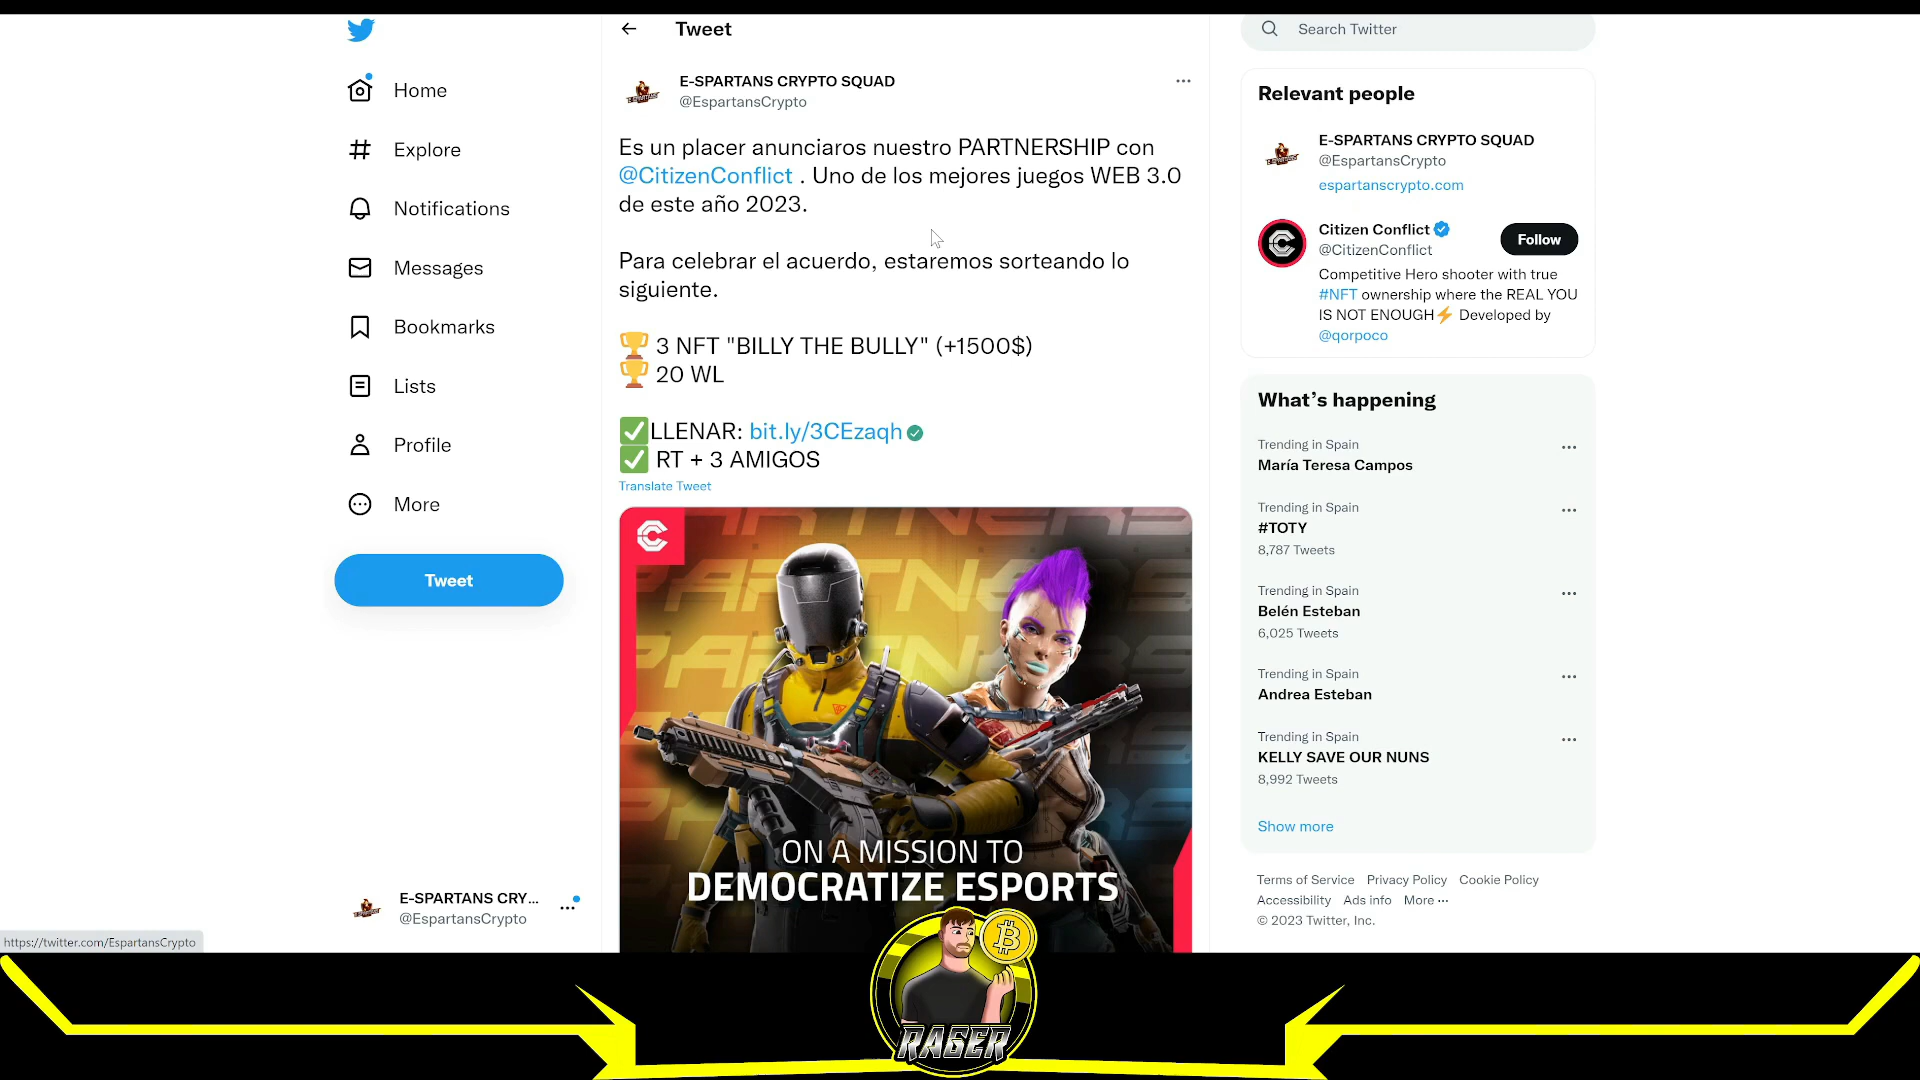 Home
Explore
Notifications
Messages
Bookmarks
Lists
Profile
More
Tweet
E-SPARTANS CRY...
@EspartansCrypto
https://twitter.com/EspartansCrypto
Tweet
E-SPARTANS CRYPTO SQUAD
@EspartansCrypto
Es un placer anunciaros nuestro PARTNERSHIP con
@CitizenConflict . Uno de los mejores juegos WEB 3.0
de este año 2023.
Para celebrar el acuerdo, estaremos sorteando lo
siguiente.
🏆 3 NFT "BILLY THE BULLY" (+1500$)
🏆 20 WL
✅LLENAR: bit.ly/3CEzaqh
✅ RT + 3 AMIGOS
Translate Tweet
PARTNERS
PARTNERS
PARTNERS
ON A MISSION TO
DEMOCRATIZE ESPORTS
Search Twitter
Relevant people
E-SPARTANS CRYPTO SQUAD
@EspartansCrypto
espartanscrypto.com
Citizen Conflict
@CitizenConflict
Follow
Competitive Hero shooter with true
#NFT ownership where the REAL YOU
IS NOT ENOUGH⚡ Developed by
@qorpoco
What's happening
Trending in Spain
María Teresa Campos
Trending in Spain
#TOTY
8,787 Tweets
Trending in Spain
Belén Esteban
6,025 Tweets
Trending in Spain
Andrea Esteban
Trending in Spain
KELLY SAVE OUR NUNS
8,992 Tweets
Show more
Terms of Service Privacy Policy Cookie Policy
Accessibility Ads info More ...
© 2023 Twitter, Inc.
RAGER